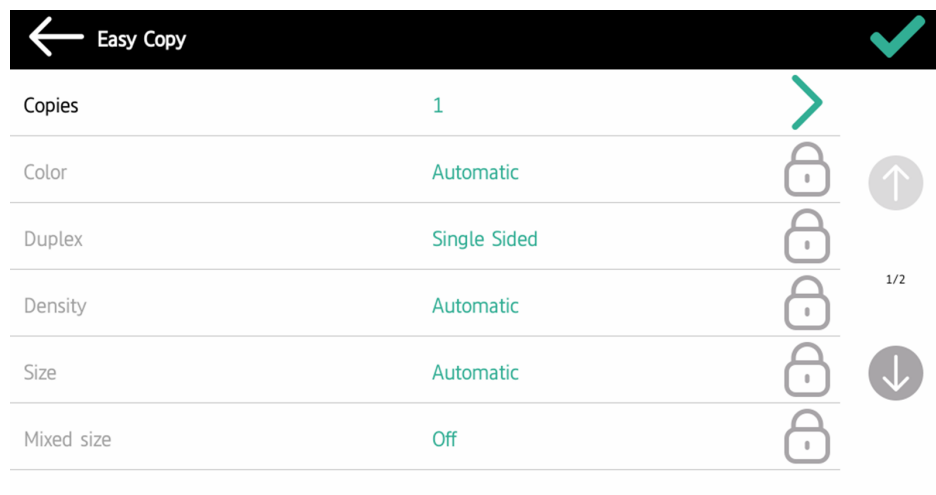 Easy Copy
Copies 1
Color Automatic
Duplex Single Sided
1/2
Density Automatic
Size Automatic
Mixed size Off